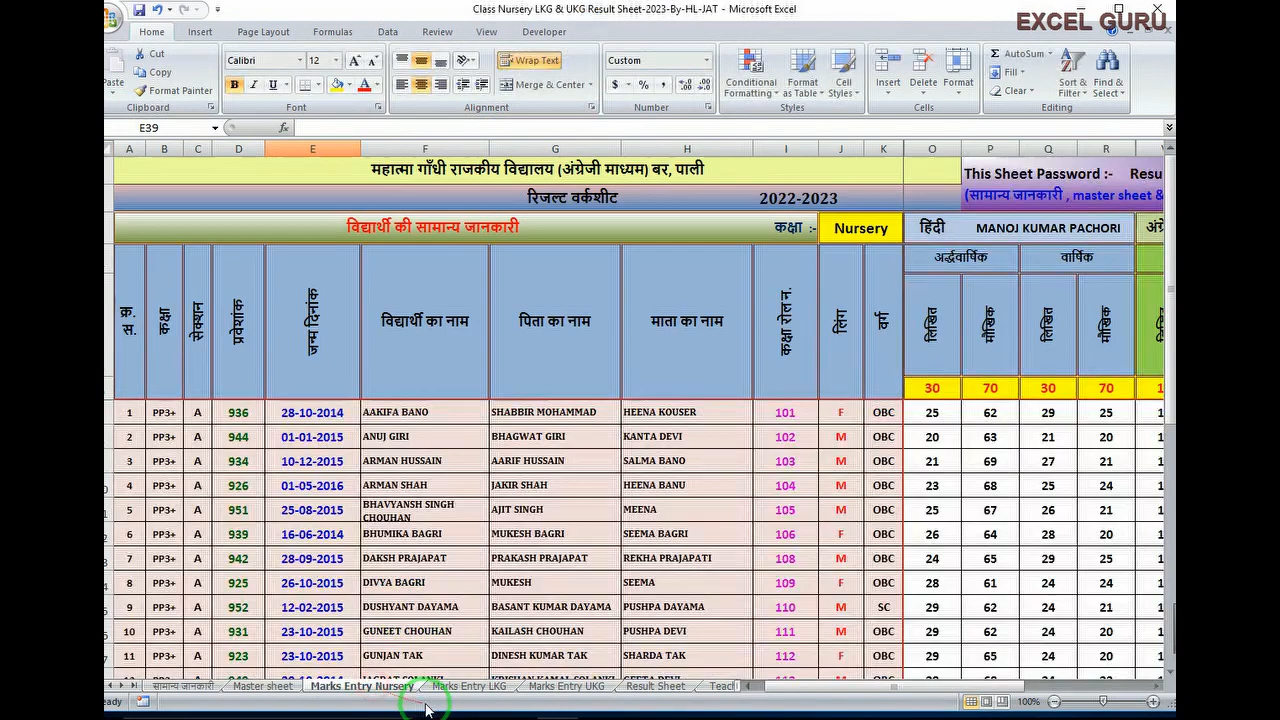 Class Nursery LKG & UKG Result Sheet-2023-By-HL-JAT - Microsoft Excel
EXCEL GURU
Home Insert Page Layout Formulas Data Review View Developer
Cut
Copy
Format Painter
Clipboard
Calibri 12
B I U
Font
Wrap Text
Merge & Center
Alignment
Custom
$ % ,
Number
Conditional Formatting
Format as Table
Cell Styles
Styles
Insert Delete Format
Cells
AutoSum
Fill
Clear
Sort & Filter
Find & Select
Editing
E39 fx
A B C D E F G H I J K O P Q R
महात्मा गाँधी राजकीय विद्यालय (अंग्रेजी माध्यम) बर, पाली
This Sheet Password :- Resu
रिजल्ट वर्कशीट 2022-2023
(सामान्य जानकारी , master sheet &
विद्यार्थी की सामान्य जानकारी कक्षा :- Nursery हिंदी MANOJ KUMAR PACHORI
अर्द्धवार्षिक वार्षिक
क्र. स. कक्षा सेक्शन प्रवेशांक जन्म दिनांक विद्यार्थी का नाम पिता का नाम माता का नाम कक्षा रोल न. लिंग वर्ग लिखित मौखिक लिखित मौखिक
30 70 30 70 1
1 PP3+ A 936 28-10-2014 AAKIFA BANO SHABBIR MOHAMMAD HEENA KOUSER 101 F OBC 25 62 29 25 1
2 PP3+ A 944 01-01-2015 ANUJ GIRI BHAGWAT GIRI KANTA DEVI 102 M OBC 20 63 21 20 1
3 PP3+ A 934 10-12-2015 ARMAN HUSSAIN AARIF HUSSAIN SALMA BANO 103 M OBC 21 69 27 21 1
4 PP3+ A 926 01-05-2016 ARMAN SHAH JAKIR SHAH HEENA BANU 104 M OBC 23 68 25 24 1
5 PP3+ A 951 25-08-2015 BHAVYANSH SINGH CHOUHAN AJIT SINGH MEENA 105 M OBC 25 67 26 21 1
6 PP3+ A 939 16-06-2014 BHUMIKA BAGRI MUKESH BAGRI SEEMA BAGRI 106 F OBC 26 64 28 20 1
7 PP3+ A 942 28-09-2015 DAKSH PRAJAPAT PRAKASH PRAJAPAT REKHA PRAJAPATI 108 M OBC 24 65 25 24 1
8 PP3+ A 925 26-10-2015 DIVYA BAGRI MUKESH SEEMA 109 F OBC 28 61 24 24 1
9 PP3+ A 952 12-02-2015 DUSHYANT DAYAMA BASANT KUMAR DAYAMA PUSHPA DAYAMA 110 M SC 29 62 24 21 1
10 PP3+ A 931 23-10-2015 GUNEET CHOUHAN KAILASH CHOUHAN PUSHPA DEVI 111 M OBC 29 62 24 20 1
11 PP3+ A 923 23-10-2015 GUNJAN TAK DINESH KUMAR TAK SHARDA TAK 112 F OBC 29 65 24 20 1
सामान्य जानकारी Master sheet Marks Entry Nursery Marks Entry LKG Marks Entry UKG Result Sheet Teacl
100%